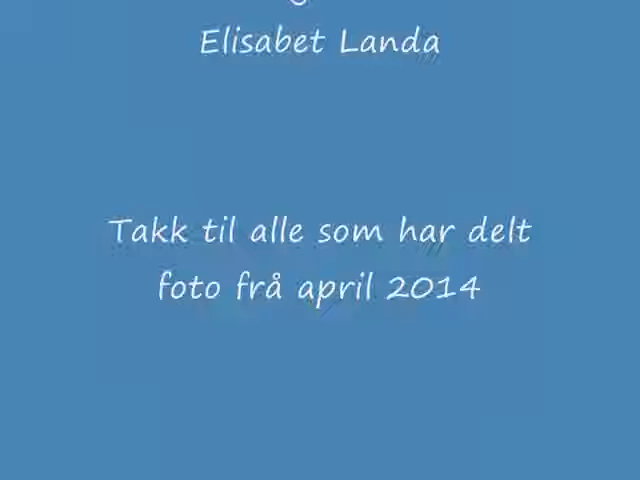 Elisabet Landa
Takk til alle som har delt
foto frå april 2014